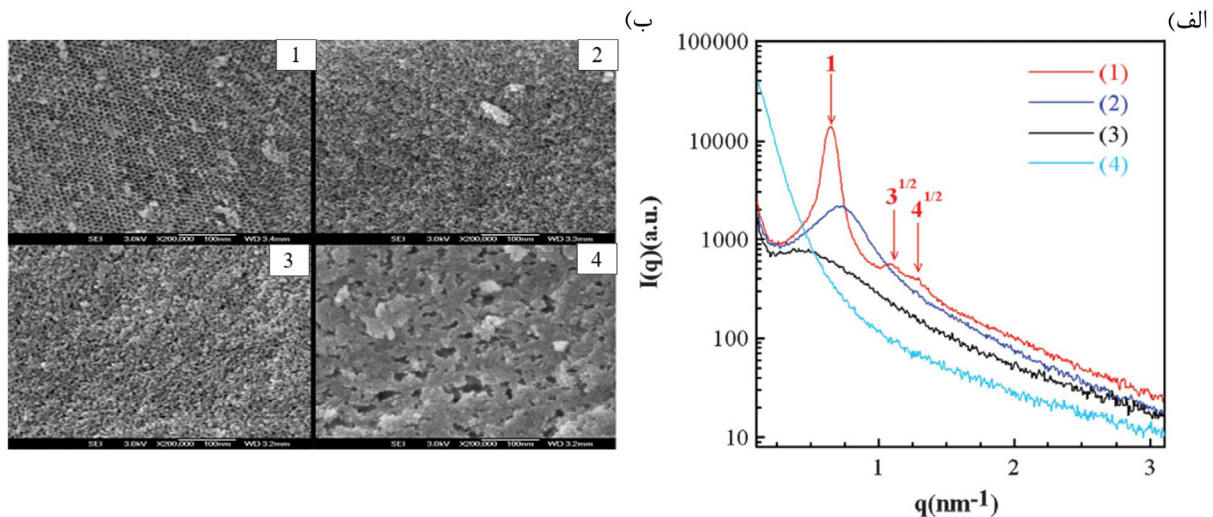 الف)
ب)
1
2
SEI 3.0kV X200,000 100nm WD 3.4mm
SEI 3.0kV X200,000 100nm WD 3.3mm
3
4
SEI 3.0kV X200,000 100nm WD 3.2mm
SEI 3.0kV X200,000 100nm WD 3.2mm
100000
10000
1000
100
10
I(q)(a.u.)
1
3^1/2
4^1/2
(1)
(2)
(3)
(4)
1
2
3
q(nm⁻¹)